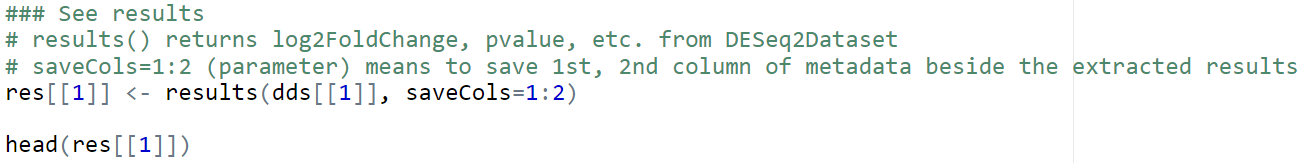 ### See results
# results() returns log2FoldChange, pvalue, etc. from DESeq2Dataset
# saveCols=1:2 (parameter) means to save 1st, 2nd column of metadata beside the extracted results
res[[1]] <- results(dds[[1]], saveCols=1:2)
head(res[[1]])